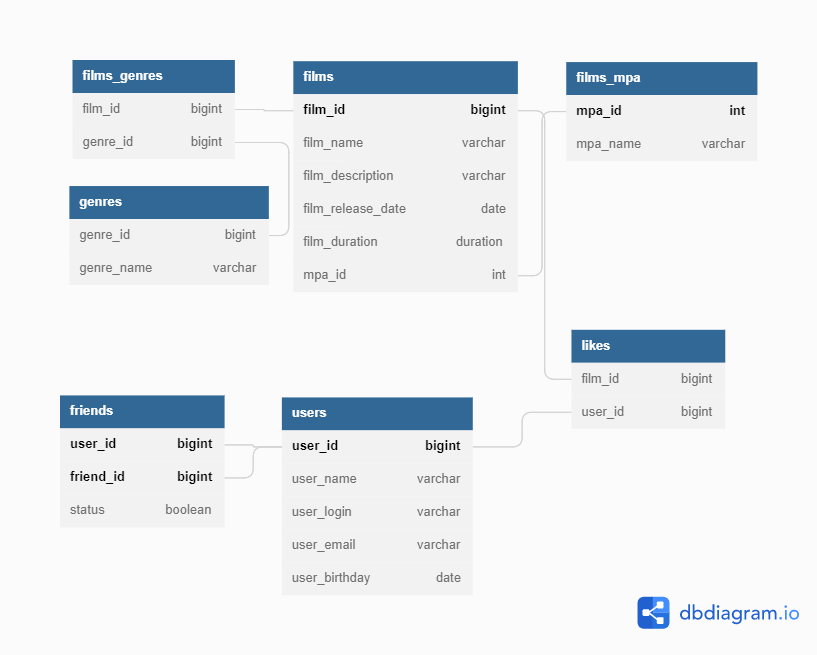 films_genres
film_id bigint
genre_id bigint
genres
genre_id bigint
genre_name varchar
films
film_id bigint
film_name varchar
film_description varchar
film_release_date date
film_duration duration
mpa_id int
films_mpa
mpa_id int
mpa_name varchar
likes
film_id bigint
user_id bigint
friends
user_id bigint
friend_id bigint
status boolean
users
user_id bigint
user_name varchar
user_login varchar
user_email varchar
user_birthday date
dbdiagram.io